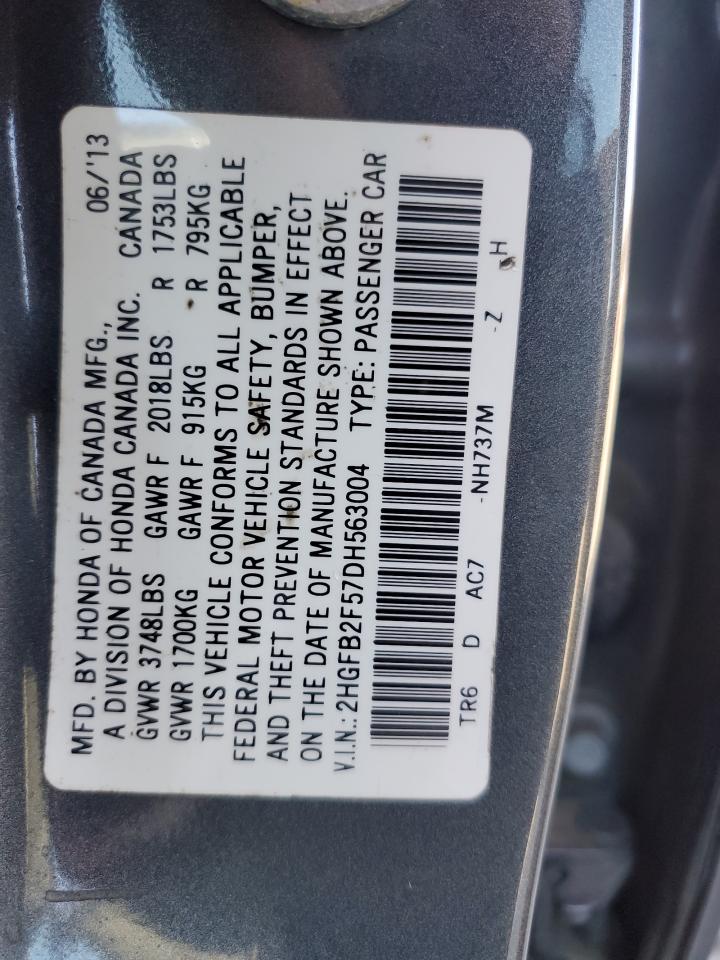 MFD. BY HONDA OF CANADA MFG., 06/'13
A DIVISION OF HONDA CANADA INC. CANADA
GVWR 3748LBS GAWR F 2018LBS R 1753LBS
GVWR 1700KG GAWR F 915KG R 795KG
THIS VEHICLE CONFORMS TO ALL APPLICABLE
FEDERAL MOTOR VEHICLE SAFETY, BUMPER,
AND THEFT PREVENTION STANDARDS IN EFFECT
ON THE DATE OF MANUFACTURE SHOWN ABOVE.
V.I.N.: 2HGFB2F57DH563004 TYPE: PASSENGER CAR
TR6 D AC7 -NH737M -Z H